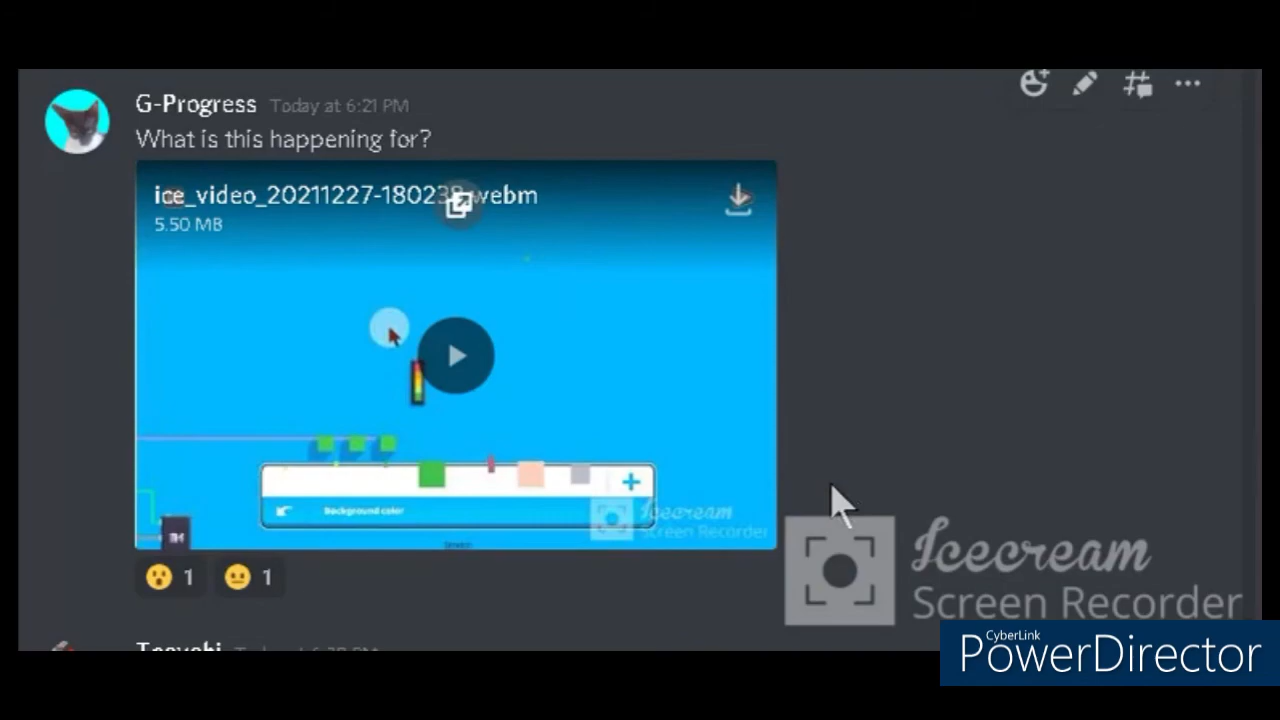 G-Progress Today at 6:21 PM
What is this happening for?
ice_video_20211227-180238.webm
5.50 MB
Background color
Icecream
Screen Recorder
1 1
Icecream
Screen Recorder
CyberLink
PowerDirector